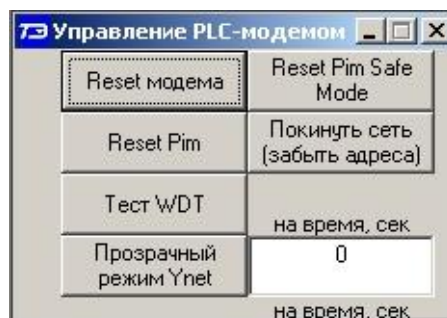 ТЭ Управление PLC-модемом
Reset модема
Reset Pim Safe
Mode
Reset Pim
Покинуть сеть
(забыть адреса)
Тест WDT
на время, сек
Прозрачный
режим Ynet
0
на время, сек